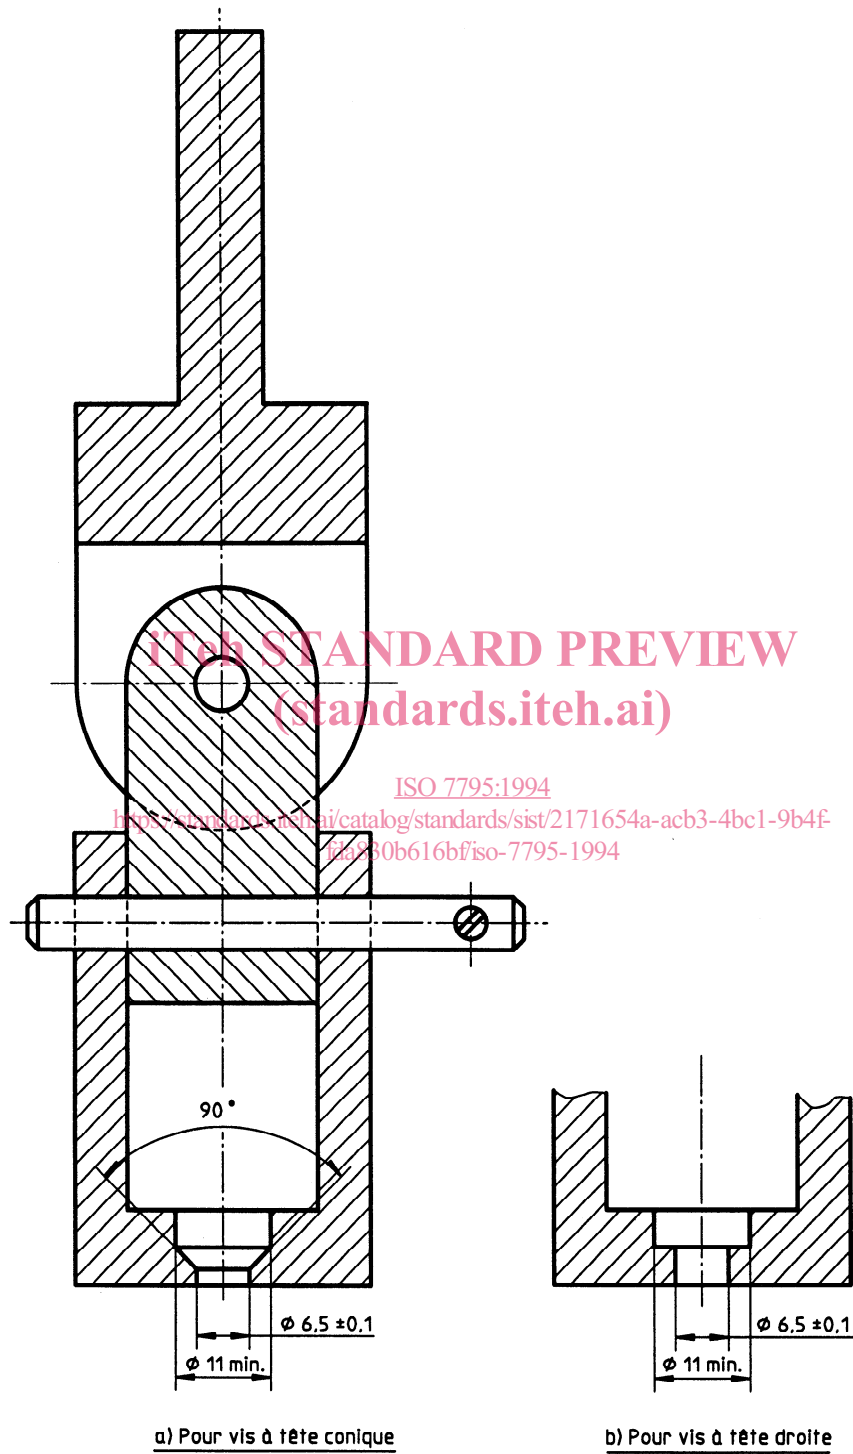 iTeh STANDARD PREVIEW
(standards.iteh.ai)
ISO 7795:1994
https://standards.iteh.ai/catalog/standards/sist/2171654a-acb3-4bc1-9b4f-
fda830b616bf/iso-7795-1994
90°
Ø 6,5 ±0,1
Ø 11 min.
a) Pour vis à tête conique
Ø 6,5 ±0,1
Ø 11 min.
b) Pour vis à tête droite